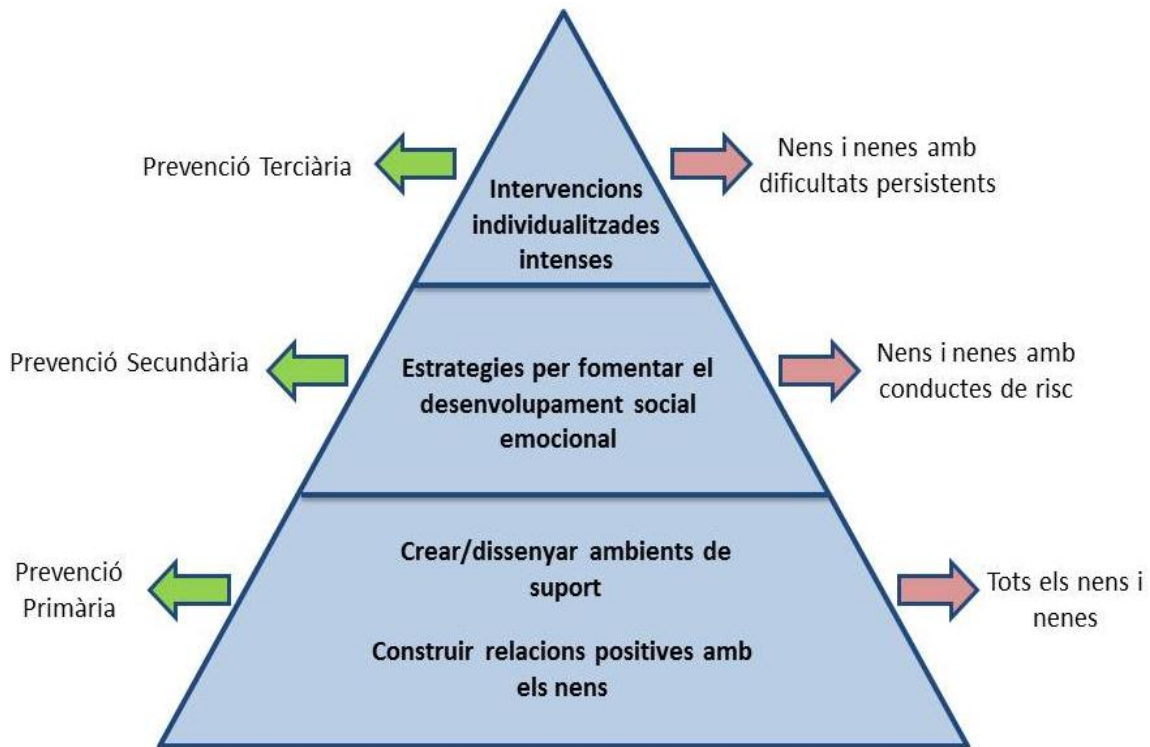 Prevenció Terciària
Intervencions
individualitzades
intenses
Nens i nenes amb
dificultats persistents
Prevenció Secundària
Estrategies per fomentar el
desenvolupament social
emocional
Nens i nenes amb
conductes de risc
Prevenció
Primària
Crear/dissenyar ambients de
suport
Construir relacions positives amb
els nens
Tots els nens i
nenes